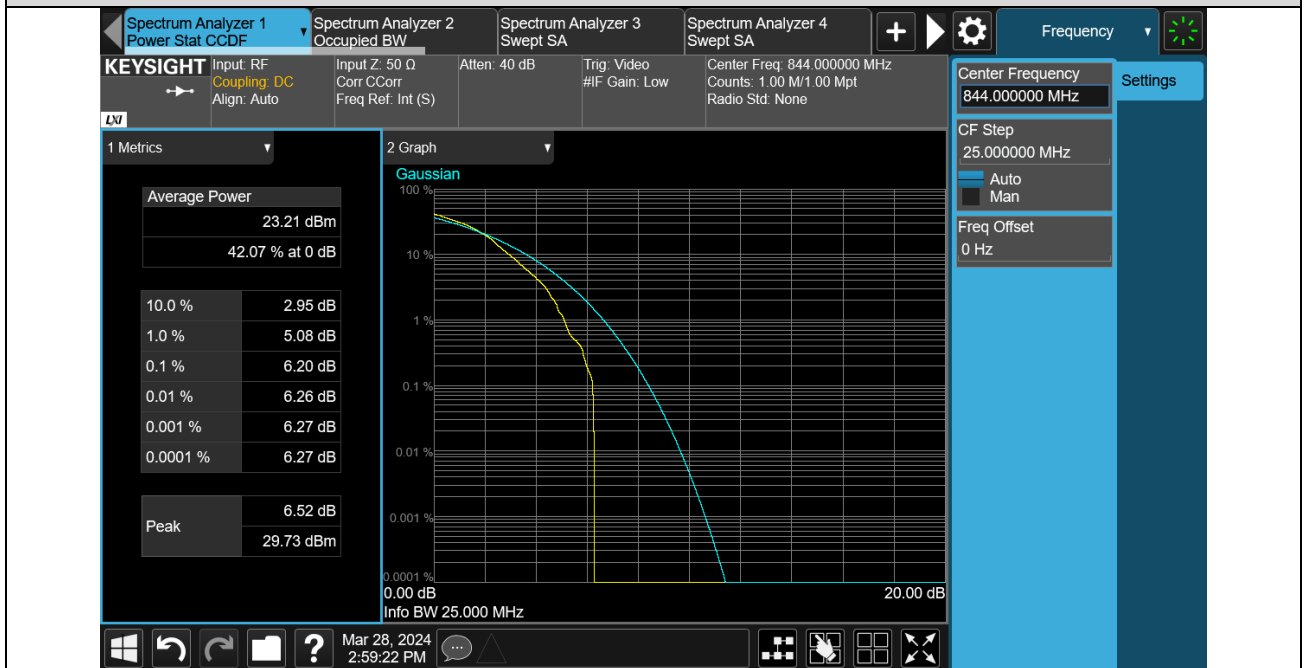 Spectrum Analyzer 1
Power Stat CCDF
Spectrum Analyzer 2
Occupied BW
Spectrum Analyzer 3
Swept SA
Spectrum Analyzer 4
Swept SA
+
Frequency
KEYSIGHT
LXI
Input: RF
Coupling: DC
Align: Auto
Input Z: 50 Ω
Corr CCorr
Freq Ref: Int (S)
Atten: 40 dB
Trig: Video
#IF Gain: Low
Center Freq: 844.000000 MHz
Counts: 1.00 M/1.00 Mpt
Radio Std: None
Center Frequency
844.000000 MHz
Settings
CF Step
25.000000 MHz
Auto
Man
Freq Offset
0 Hz
1 Metrics
Average Power
23.21 dBm
42.07 % at 0 dB
10.0 % 2.95 dB
1.0 % 5.08 dB
0.1 % 6.20 dB
0.01 % 6.26 dB
0.001 % 6.27 dB
0.0001 % 6.27 dB
Peak
6.52 dB
29.73 dBm
2 Graph
Gaussian
100 %
10 %
1 %
0.1 %
0.01 %
0.001 %
0.0001 %
0.00 dB 20.00 dB
Info BW 25.000 MHz
?
Mar 28, 2024
2:59:22 PM